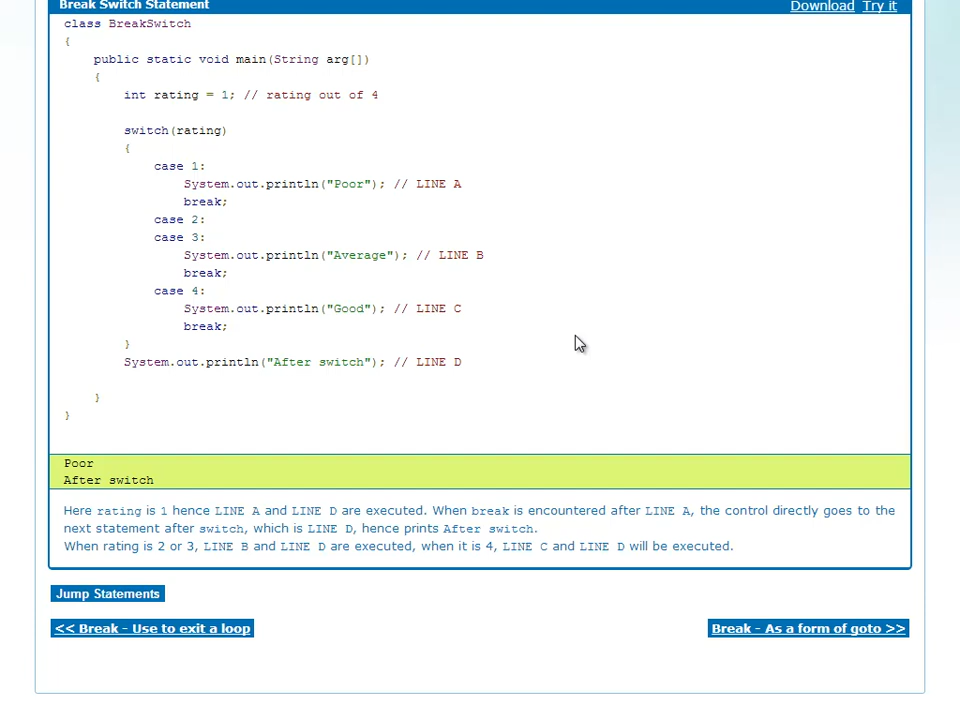 Break Switch Statement Download Try it
class BreakSwitch
{
public static void main(String arg[])
{
int rating = 1; // rating out of 4
switch(rating)
{
case 1:
System.out.println("Poor"); // LINE A
break;
case 2:
case 3:
System.out.println("Average"); // LINE B
break;
case 4:
System.out.println("Good"); // LINE C
break;
}
System.out.println("After switch"); // LINE D
}
}
Poor
After switch
Here rating is 1 hence LINE A and LINE D are executed. When break is encountered after LINE A, the control directly goes to the
next statement after switch, which is LINE D, hence prints After switch.
When rating is 2 or 3, LINE B and LINE D are executed, when it is 4, LINE C and LINE D will be executed.
Jump Statements
<< Break - Use to exit a loop Break - As a form of goto >>